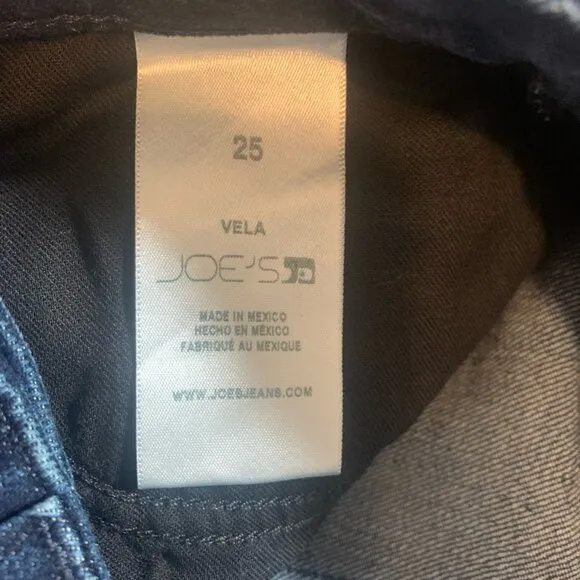 25
VELA
JOE'S
MADE IN MEXICO
HECHO EN MÉXICO
FABRIQUÉ AU MEXIQUE
WWW.JOESJEANS.COM